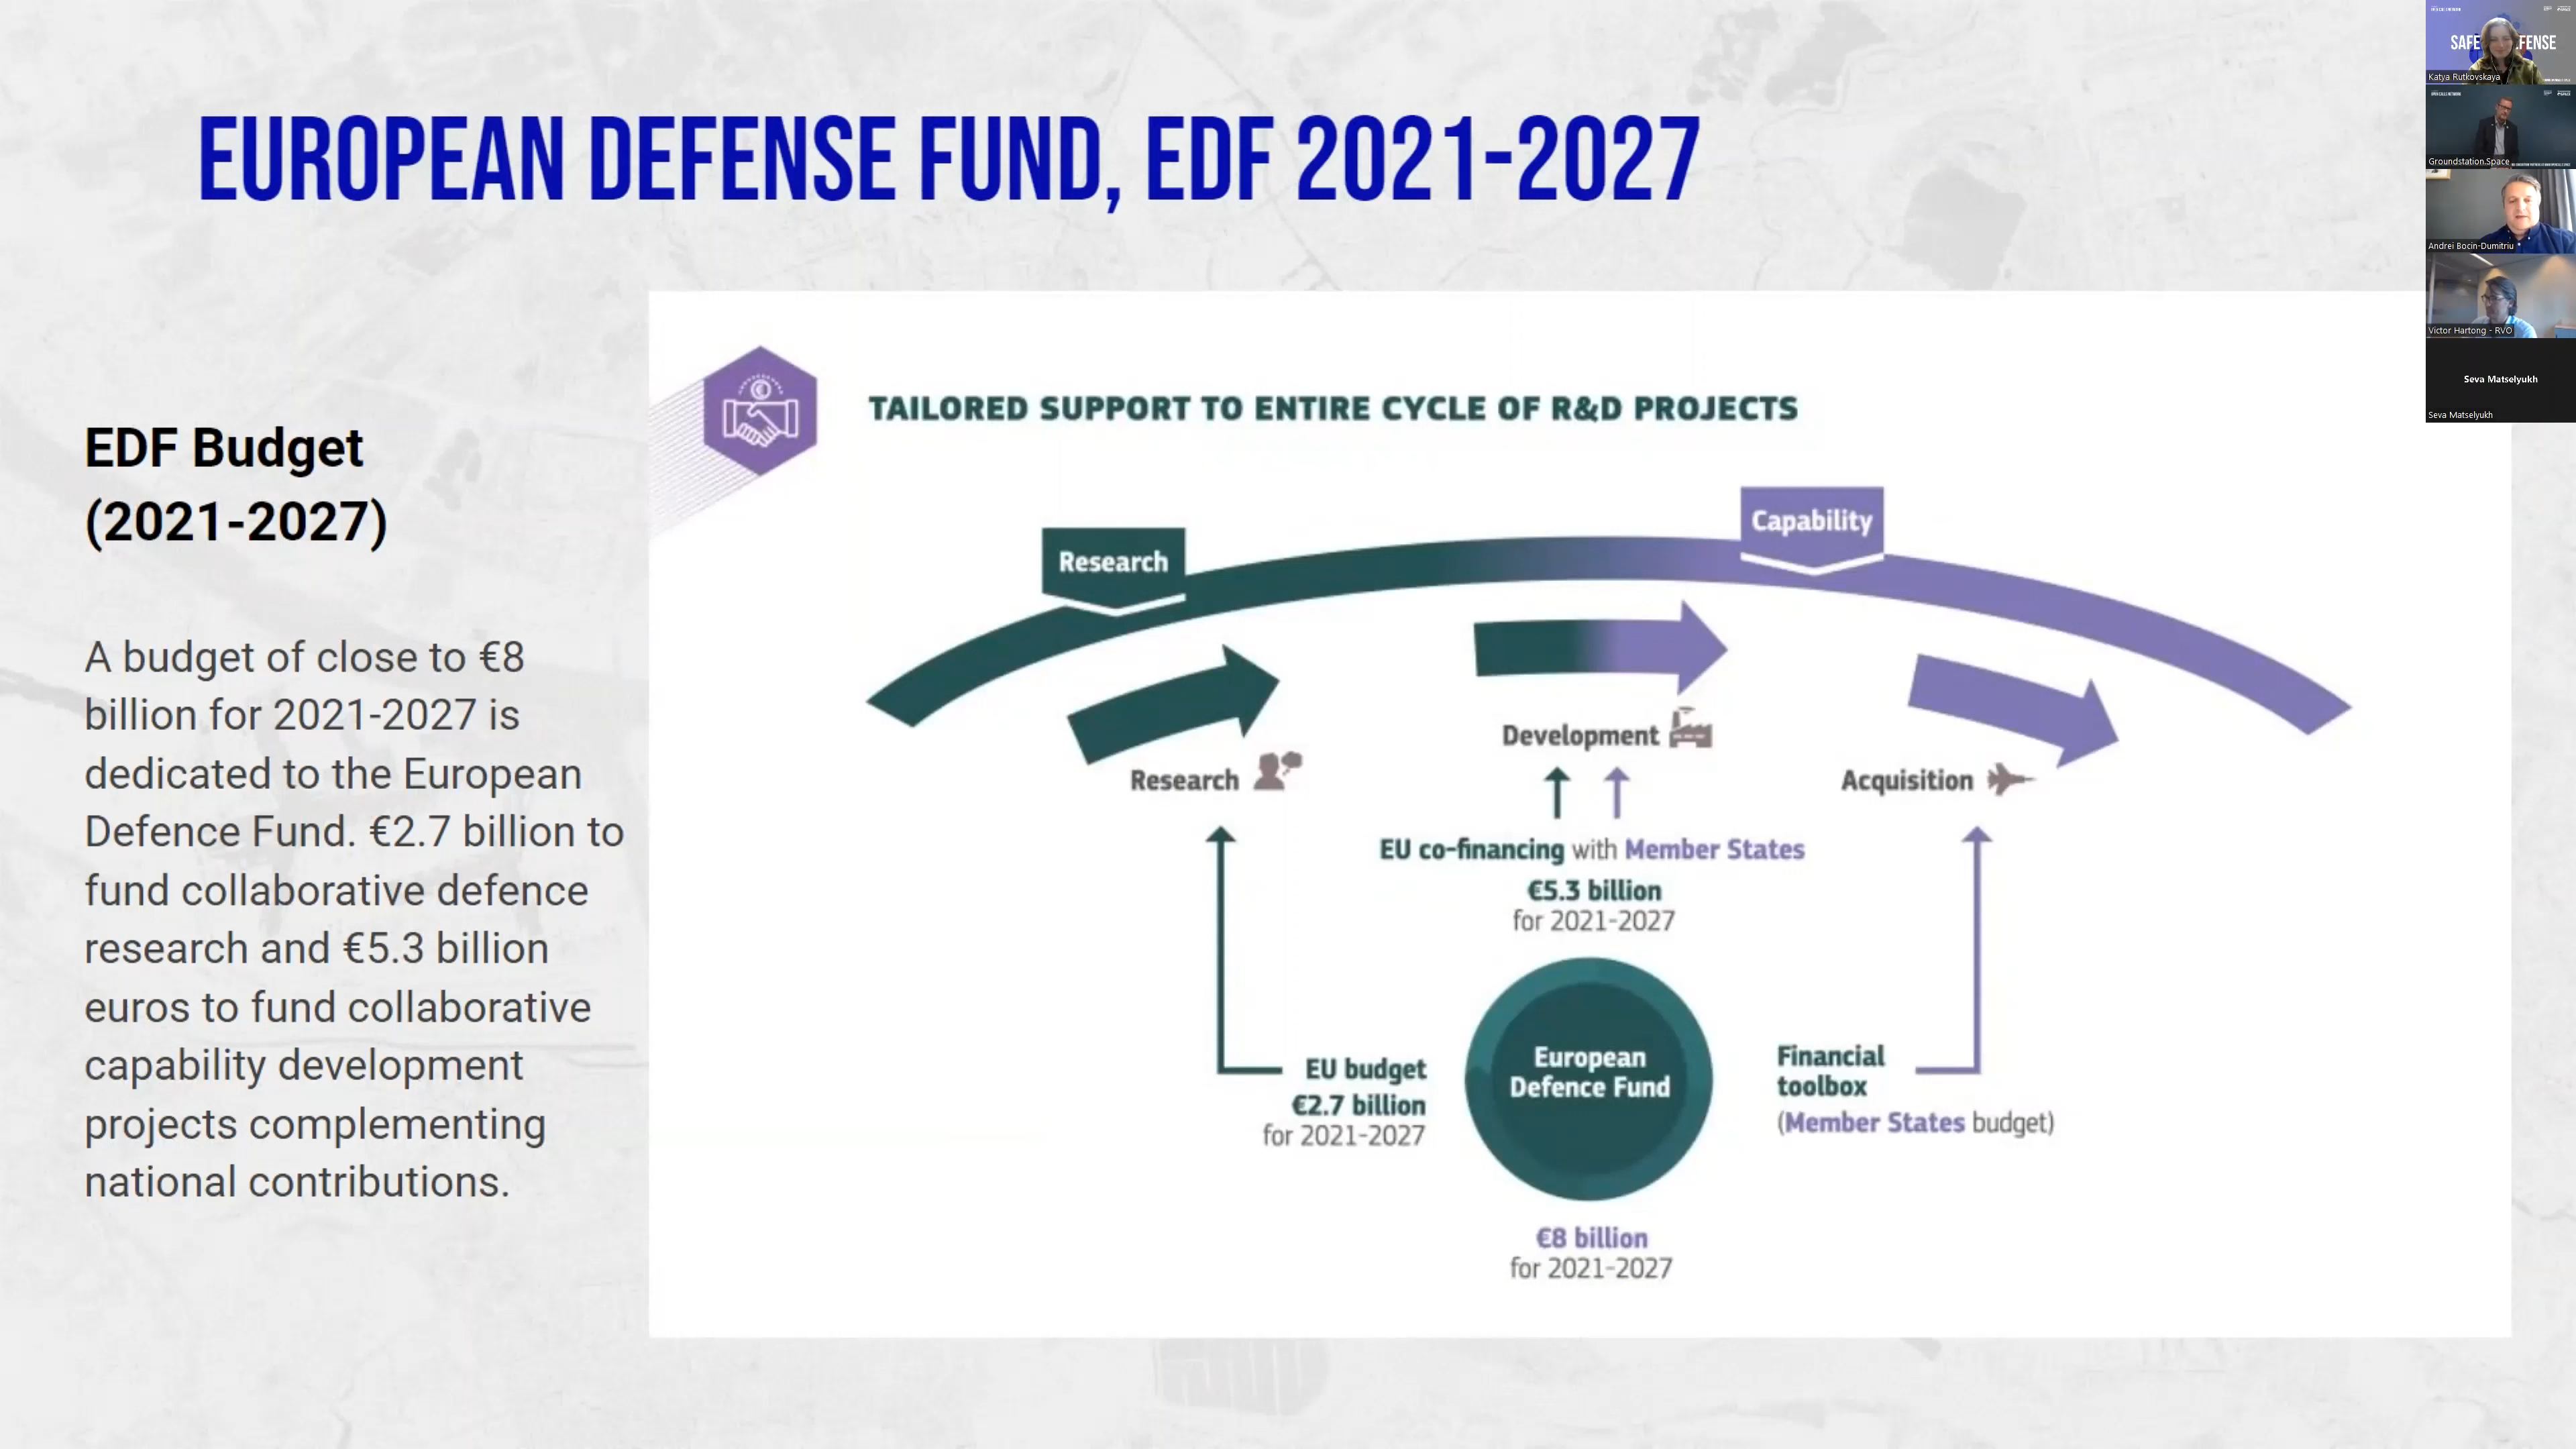 EUROPEAN DEFENSE FUND, EDF 2021-2027
EDF Budget
(2021-2027)
A budget of close to €8
billion for 2021-2027 is
dedicated to the European
Defence Fund. €2.7 billion to
fund collaborative defence
research and €5.3 billion
euros to fund collaborative
capability development
projects complementing
national contributions.
TAILORED SUPPORT TO ENTIRE CYCLE OF R&D PROJECTS
Research
Capability
Research
Development
Acquisition
EU co-financing with Member States
€5.3 billion
for 2021-2027
EU budget
€2.7 billion
for 2021-2027
European
Defence Fund
Financial
toolbox
(Member States budget)
€8 billion
for 2021-2027
SAFE
FENSE
Katya Rutkovskaya
Groundstation.Space
Andrei Bocin-Dumitriu
Victor Hartong - RVO
Seva Matselyukh
Seva Matselyukh